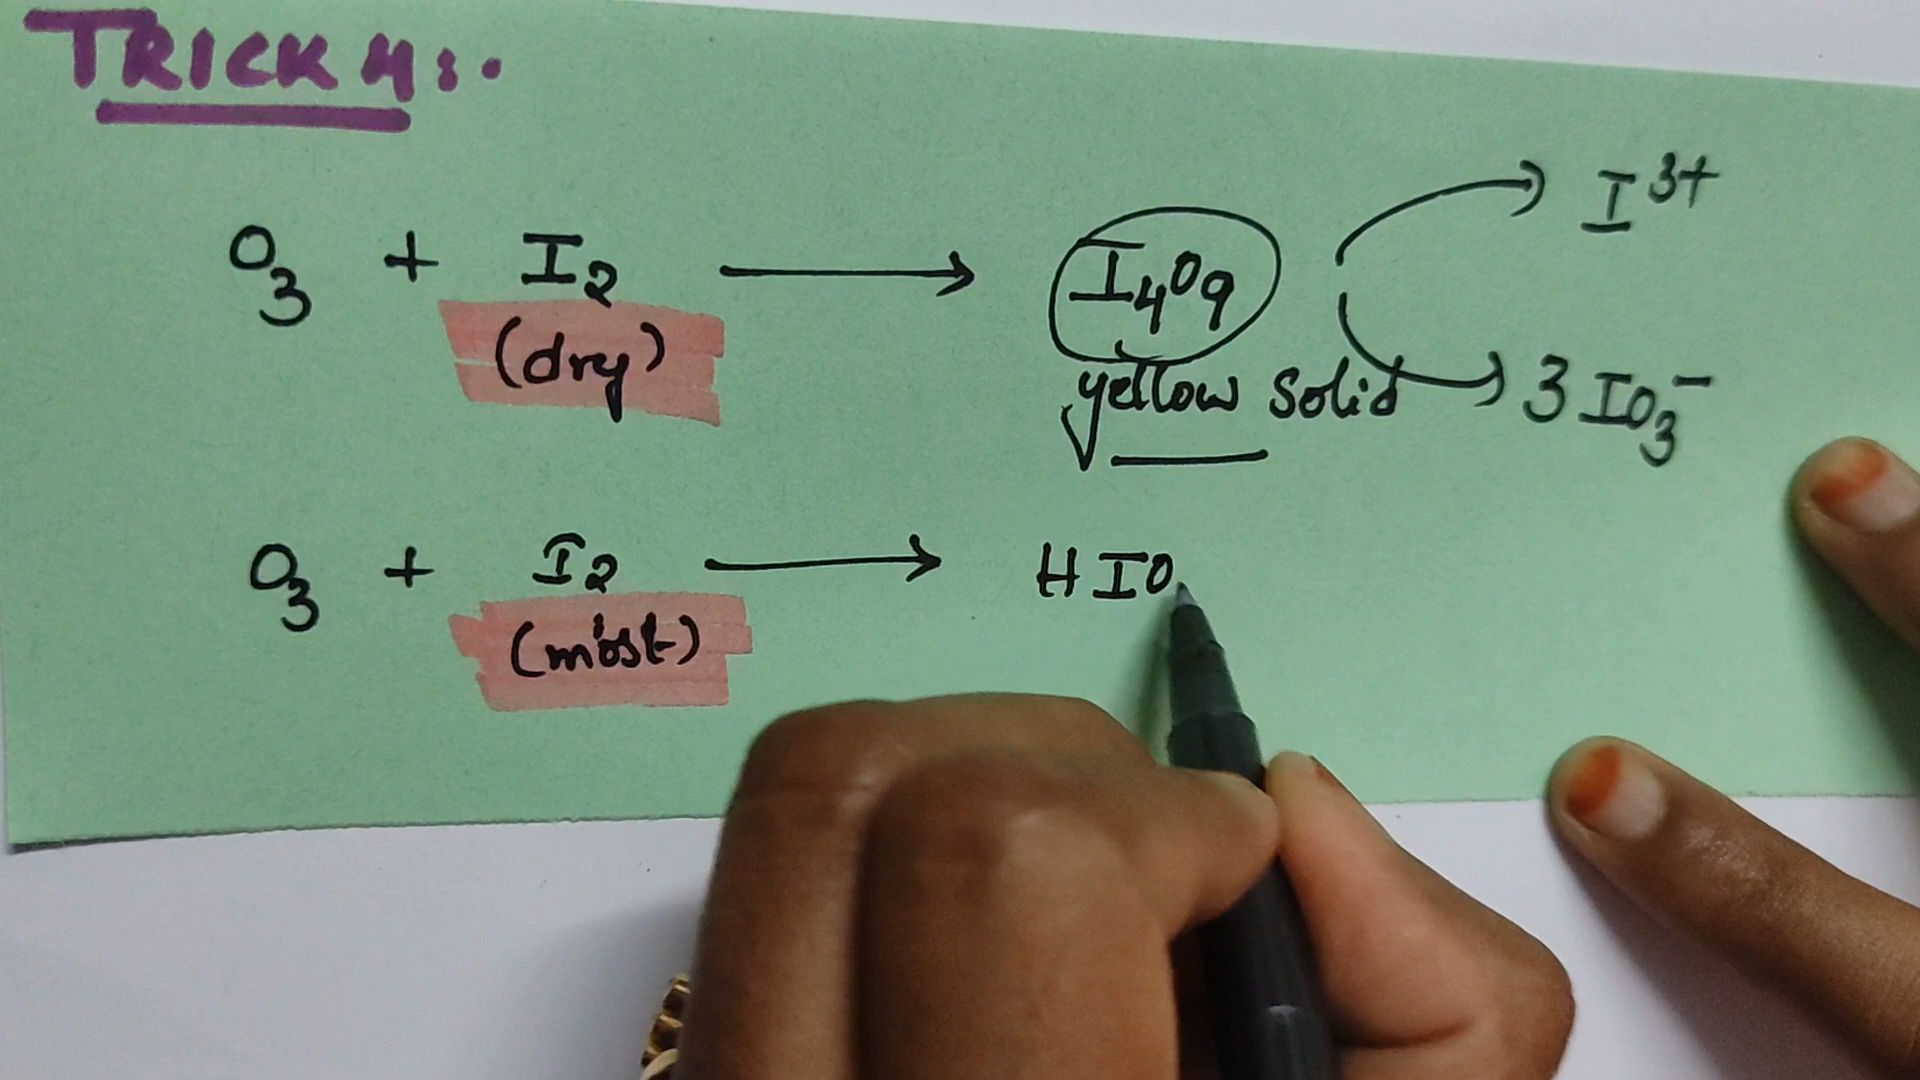 TRICK 4:.
O3 + I2 ⟶ I4O9 → I3+
(dry) yellow solid → 3 IO3−
O3 + I2 ⟶ HIO
(moist)